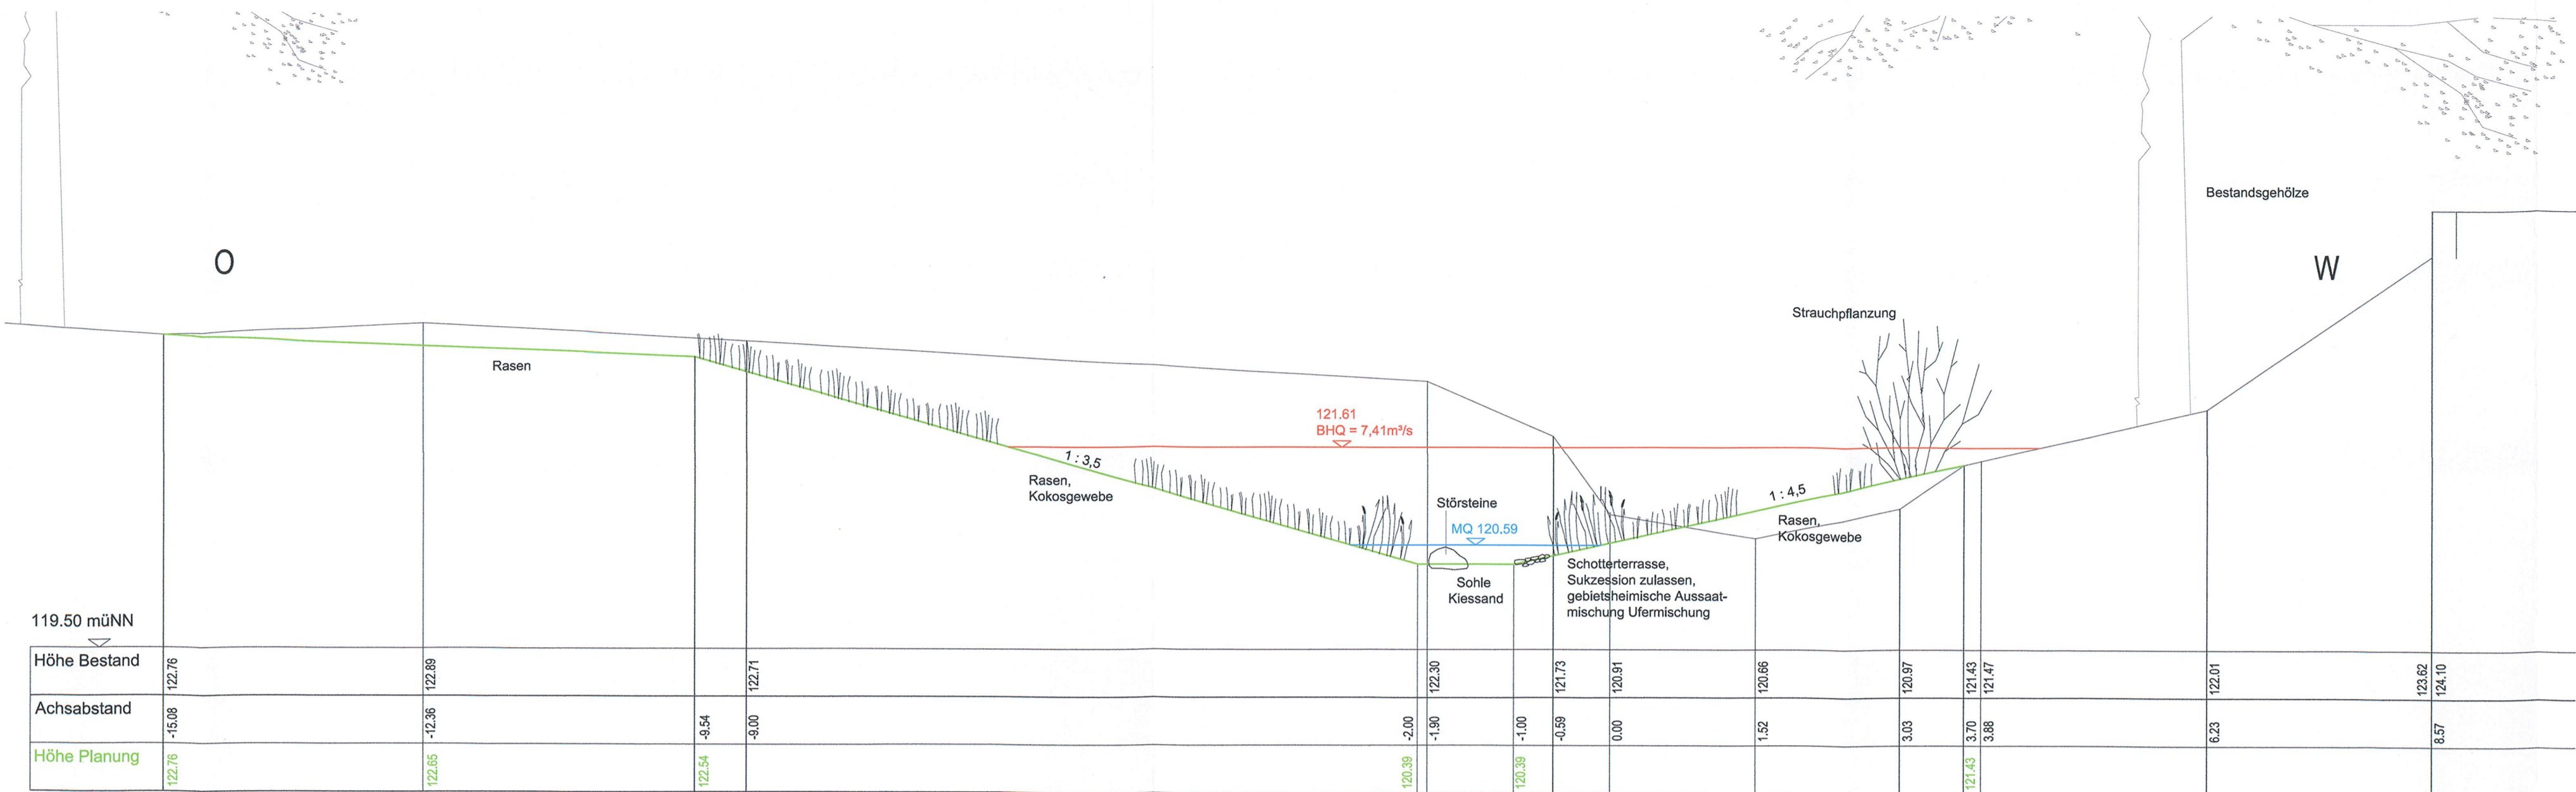 Bestandsgehölze
O
W
Strauchpflanzung
Rasen
121.61
BHQ = 7,41m³/s
1 : 3,5
Rasen,
Kokosgewebe
Störsteine
MQ 120.59
1 : 4,5
Rasen,
Kokosgewebe
Sohle
Kiessand
Schotterterrasse,
Sukzession zulassen,
gebietsheimische Aussaat-
mischung Ufermischung
119.50 müNN
Höhe Bestand 122.76 122.89 122.71 122.30 121.73 120.91 120.66 120.97 121.43 121.47 122.01 123.62 124.10
Achsabstand -15.08 -12.36 -9.54 -9.00 -2.00 -1.90 -1.00 -0.59 0.00 1.52 3.03 3.70 3.88 6.23 8.57
Höhe Planung 122.76 122.65 122.54 120.39 120.39 121.43